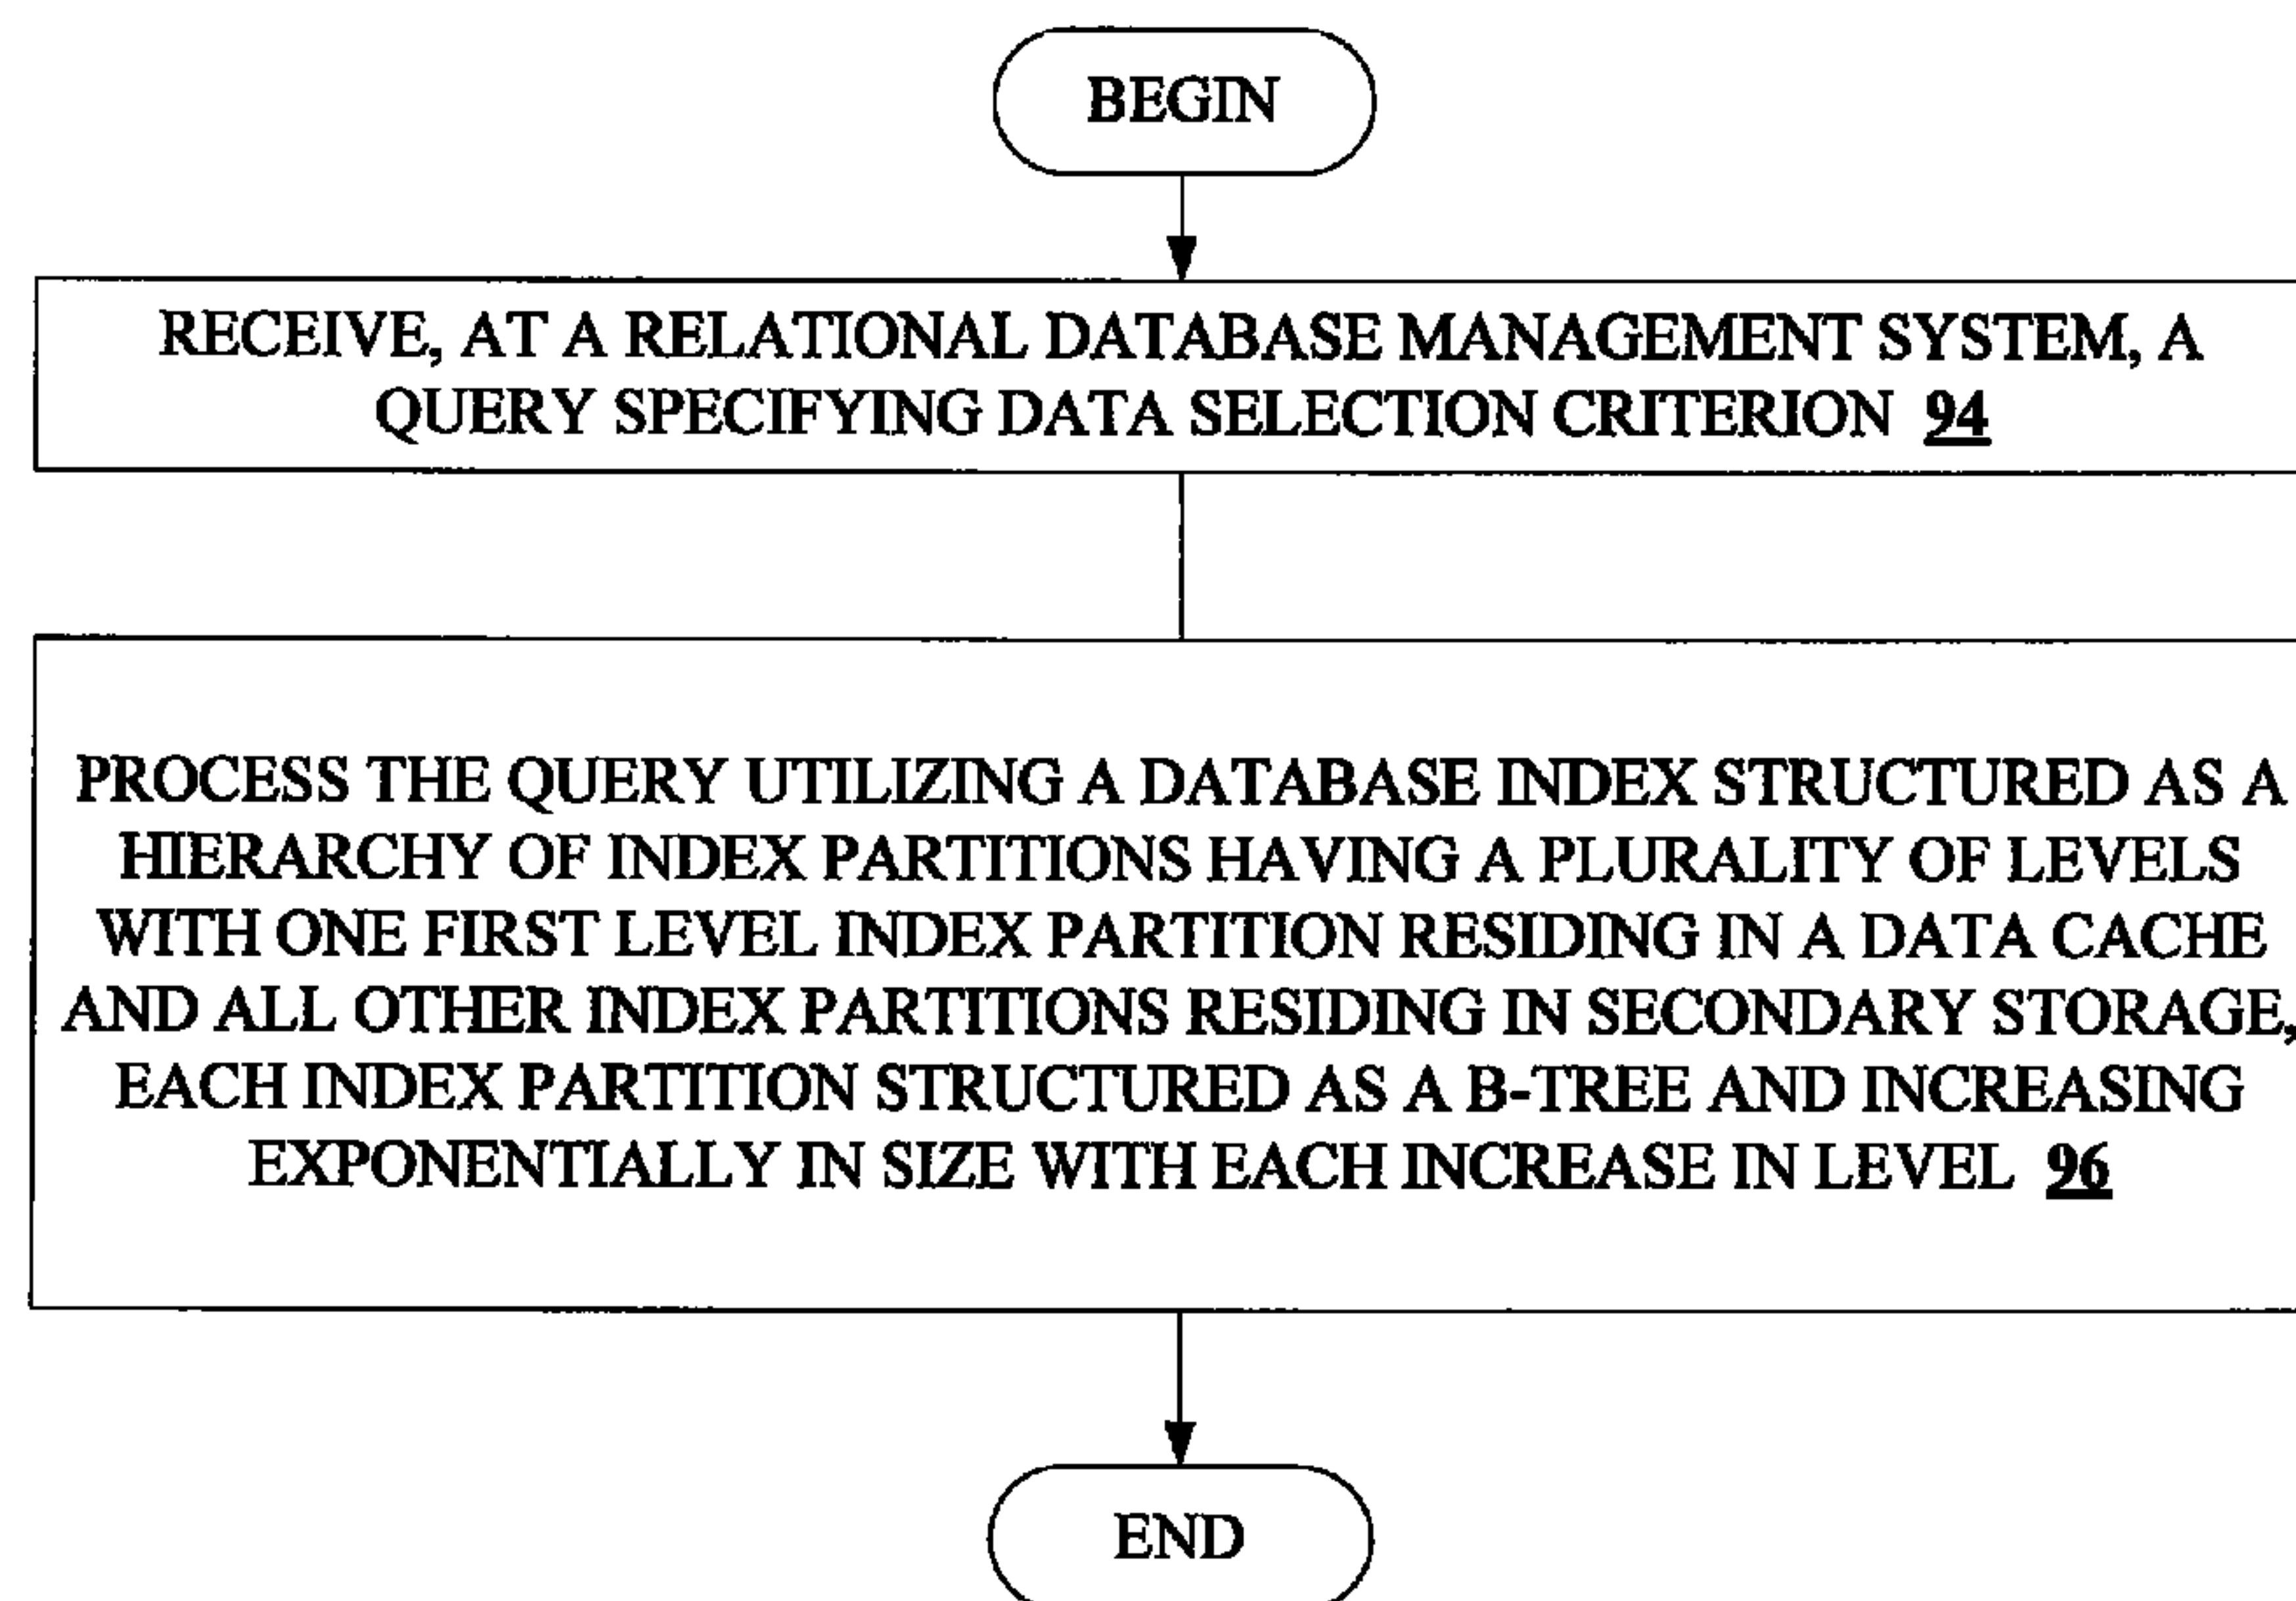 BEGIN
RECEIVE, AT A RELATIONAL DATABASE MANAGEMENT SYSTEM, A
QUERY SPECIFYING DATA SELECTION CRITERION 94
PROCESS THE QUERY UTILIZING A DATABASE INDEX STRUCTURED AS A
HIERARCHY OF INDEX PARTITIONS HAVING A PLURALITY OF LEVELS
WITH ONE FIRST LEVEL INDEX PARTITION RESIDING IN A DATA CACHE
AND ALL OTHER INDEX PARTITIONS RESIDING IN SECONDARY STORAGE,
EACH INDEX PARTITION STRUCTURED AS A B-TREE AND INCREASING
EXPONENTIALLY IN SIZE WITH EACH INCREASE IN LEVEL 96
END